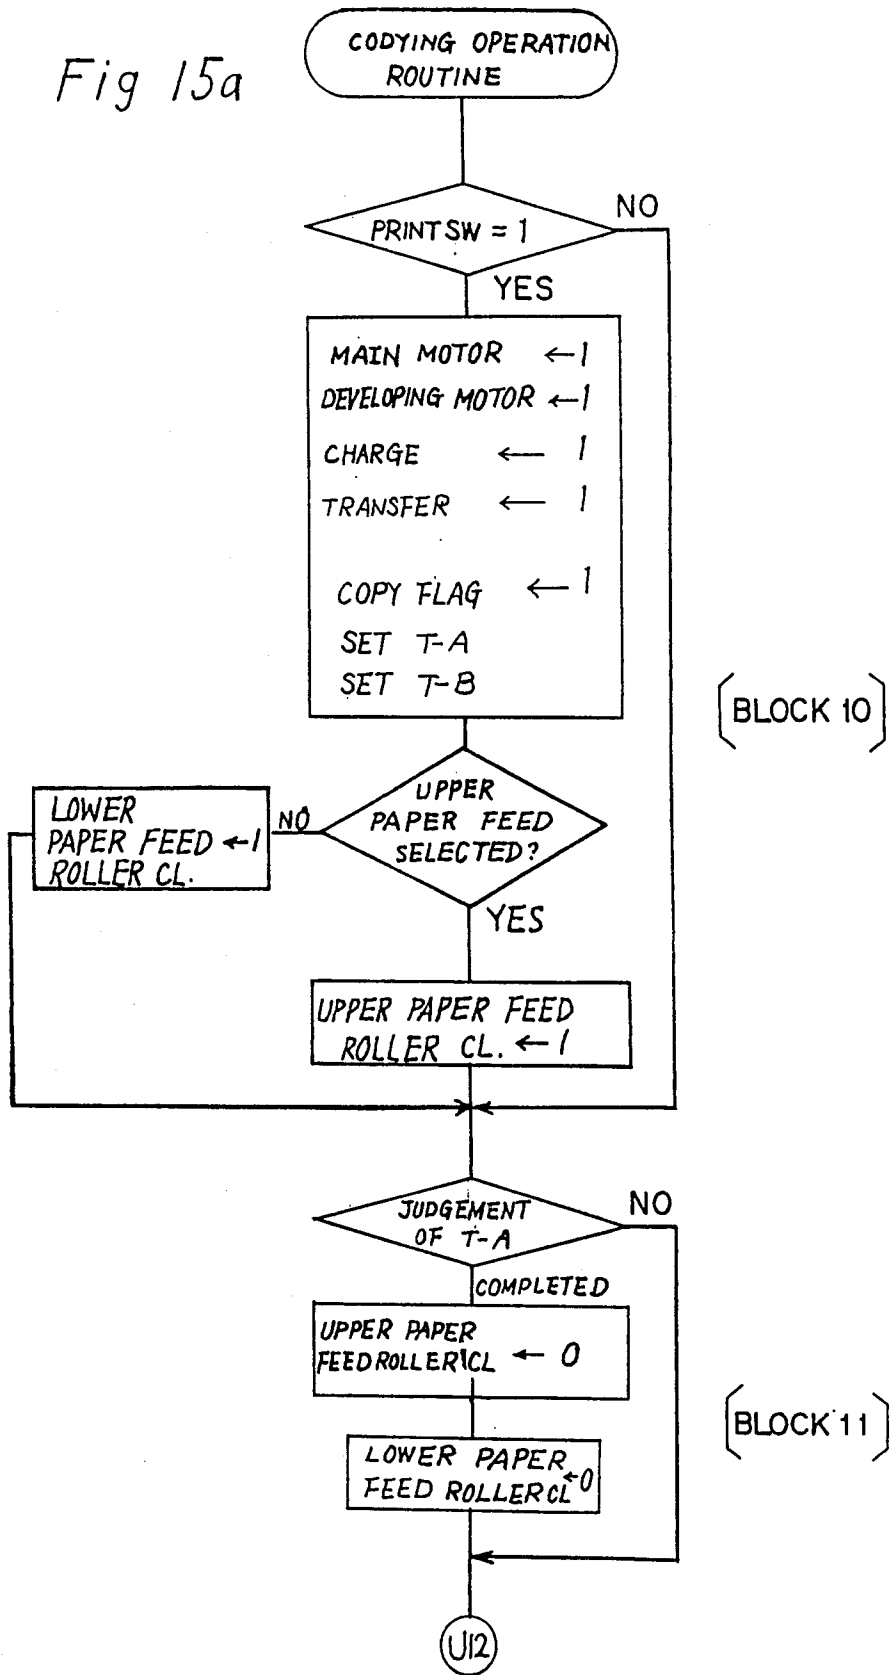 Fig 15a
CODYING OPERATION
ROUTINE
PRINT SW = 1
NO
YES
MAIN MOTOR ← 1
DEVELOPING MOTOR ← 1
CHARGE ← 1
TRANSFER ← 1
COPY FLAG ← 1
SET T-A
SET T-B
[BLOCK 10]
UPPER
PAPER FEED
SELECTED?
NO
LOWER
PAPER FEED ← 1
ROLLER CL.
YES
UPPER PAPER FEED
ROLLER CL. ← 1
JUDGEMENT
OF T-A
NO
COMPLETED
UPPER PAPER
FEED ROLLER CL ← 0
[BLOCK 11]
LOWER PAPER
FEED ROLLER CL ← 0
U12